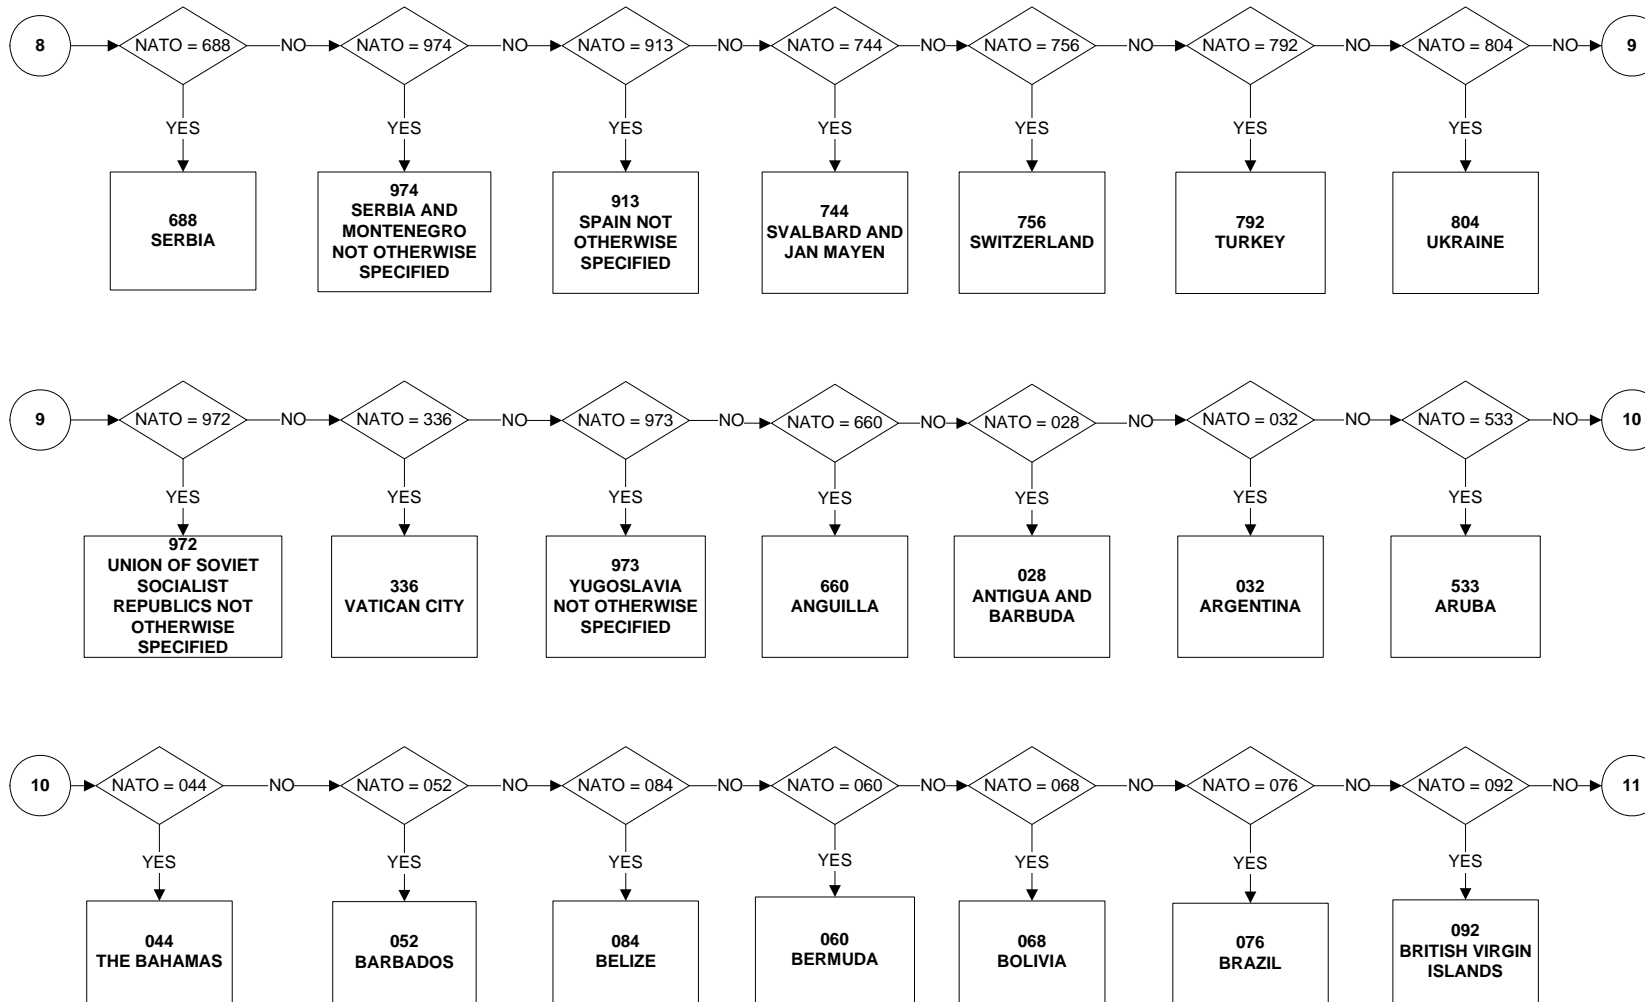 8
NATO = 688
NO
NATO = 974
NO
NATO = 913
NO
NATO = 744
NO
NATO = 756
NO
NATO = 792
NO
NATO = 804
NO
9
YES
YES
YES
YES
YES
YES
YES
688
SERBIA
974
SERBIA AND
MONTENEGRO
NOT OTHERWISE
SPECIFIED
913
SPAIN NOT
OTHERWISE
SPECIFIED
744
SVALBARD AND
JAN MAYEN
756
SWITZERLAND
792
TURKEY
804
UKRAINE
9
NATO = 972
NO
NATO = 336
NO
NATO = 973
NO
NATO = 660
NO
NATO = 028
NO
NATO = 032
NO
NATO = 533
NO
10
YES
YES
YES
YES
YES
YES
YES
972
UNION OF SOVIET
SOCIALIST
REPUBLICS NOT
OTHERWISE
SPECIFIED
336
VATICAN CITY
973
YUGOSLAVIA
NOT OTHERWISE
SPECIFIED
660
ANGUILLA
028
ANTIGUA AND
BARBUDA
032
ARGENTINA
533
ARUBA
10
NATO = 044
NO
NATO = 052
NO
NATO = 084
NO
NATO = 060
NO
NATO = 068
NO
NATO = 076
NO
NATO = 092
NO
11
YES
YES
YES
YES
YES
YES
YES
044
THE BAHAMAS
052
BARBADOS
084
BELIZE
060
BERMUDA
068
BOLIVIA
076
BRAZIL
092
BRITISH VIRGIN
ISLANDS